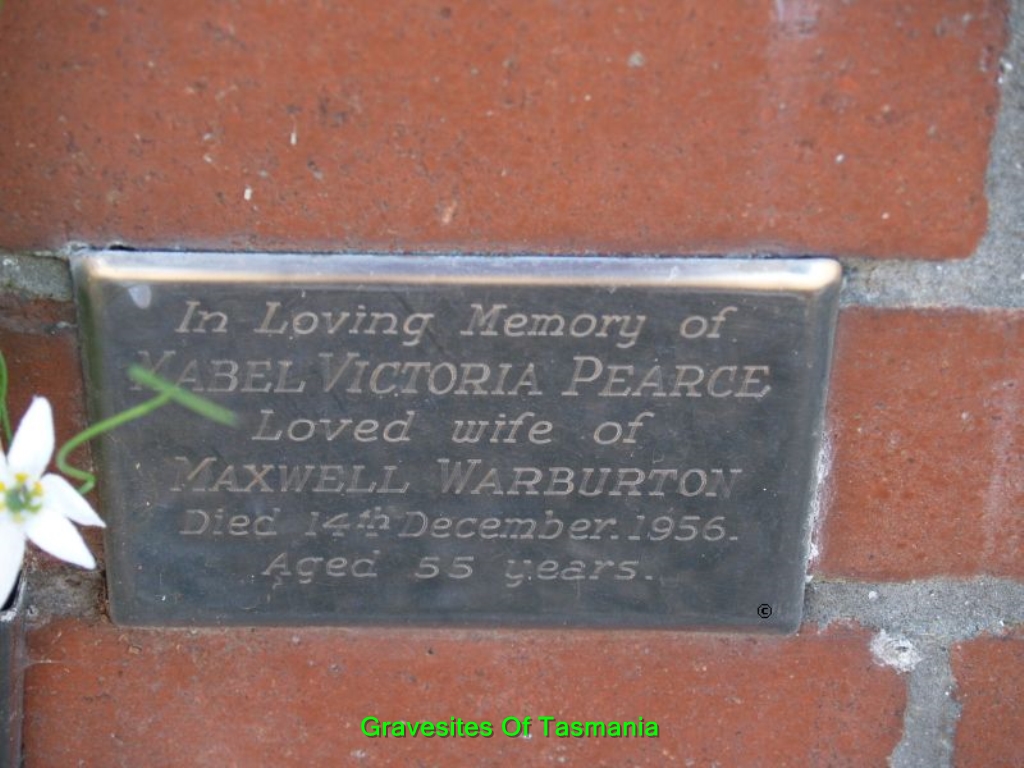 In Loving Memory of
MABEL VICTORIA PEARCE
Loved wife of
MAXWELL WARBURTON
Died 14th December. 1956.
Aged 55 years.
©
Gravesites Of Tasmania